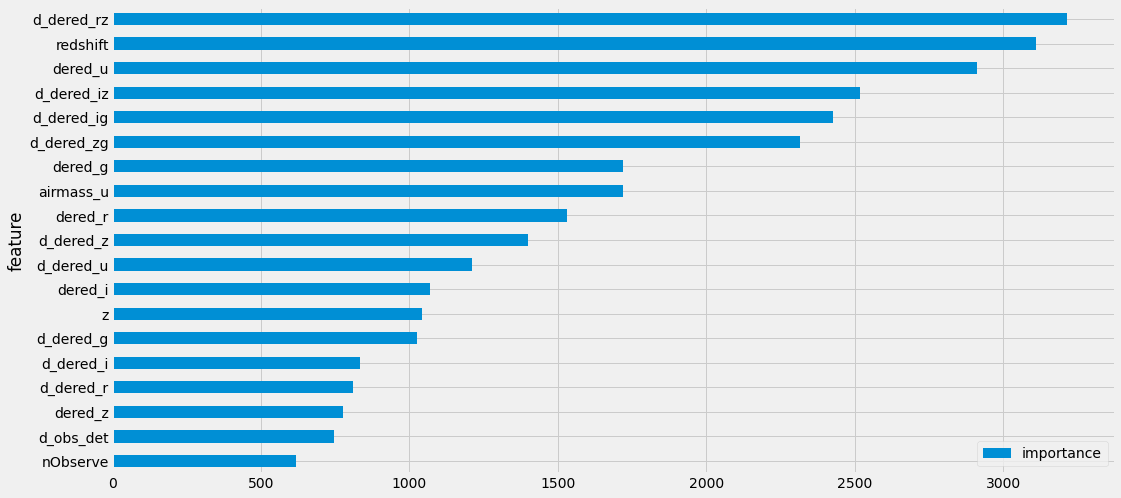 d_dered_rz
redshift
dered_u
d_dered_iz
d_dered_ig
d_dered_zg
dered_g
airmass_u
dered_r
d_dered_z
d_dered_u
dered_i
z
d_dered_g
d_dered_i
d_dered_r
dered_z
d_obs_det
nObserve
feature
importance
0 500 1000 1500 2000 2500 3000